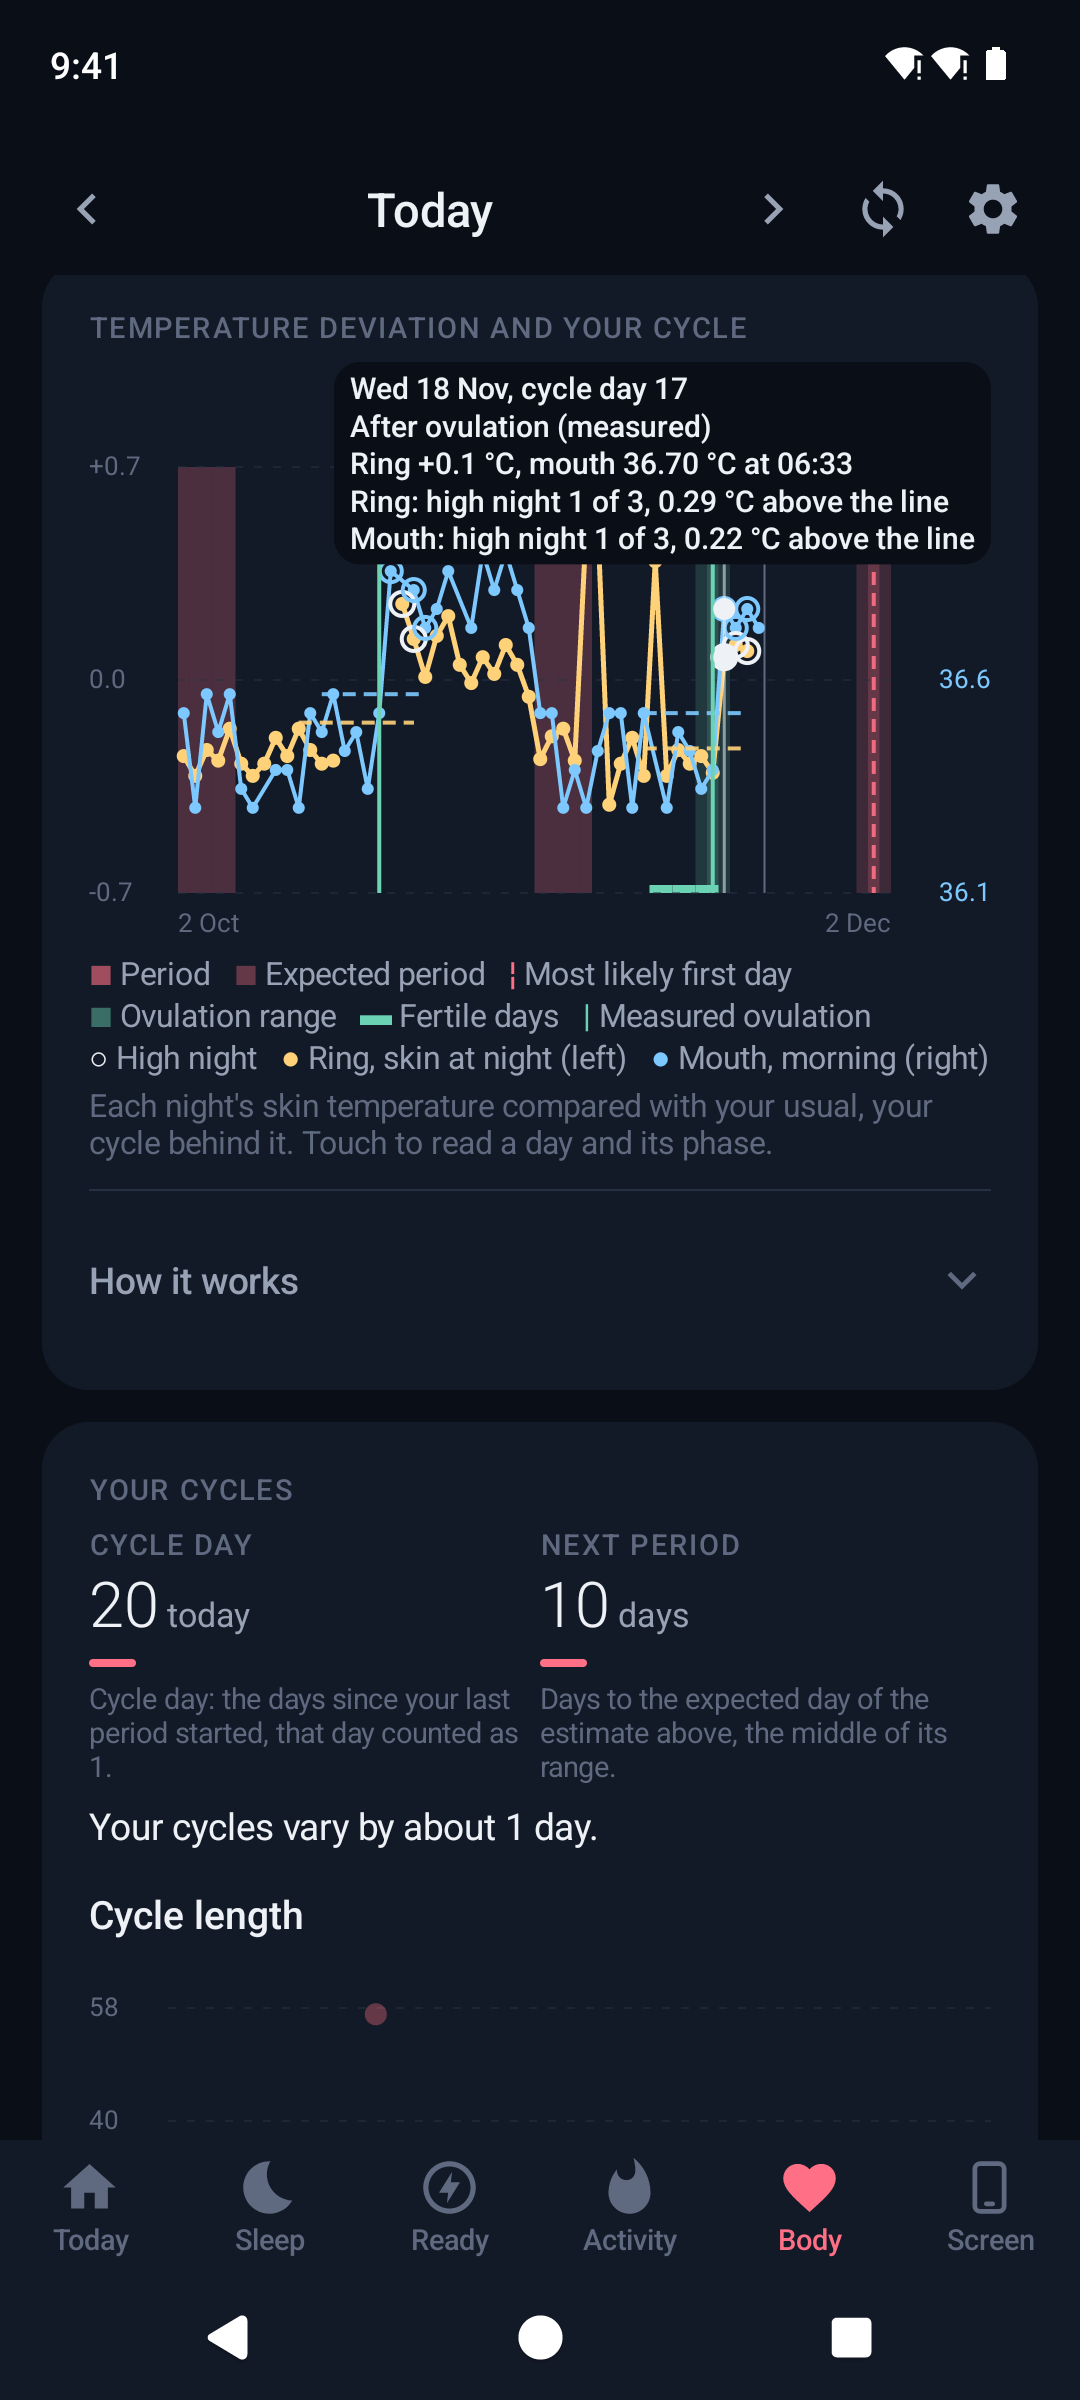 9:41
Today
TEMPERATURE DEVIATION AND YOUR CYCLE
Wed 18 Nov, cycle day 17
After ovulation (measured)
Ring +0.1 °C, mouth 36.70 °C at 06:33
Ring: high night 1 of 3, 0.29 °C above the line
Mouth: high night 1 of 3, 0.22 °C above the line
+0.7
0.0
36.6
-0.7
36.1
2 Oct
2 Dec
Period
Expected period
Most likely first day
Ovulation range
Fertile days
Measured ovulation
High night
Ring, skin at night (left)
Mouth, morning (right)
Each night's skin temperature compared with your usual, your
cycle behind it. Touch to read a day and its phase.
How it works
YOUR CYCLES
CYCLE DAY
20 today
Cycle day: the days since your last
period started, that day counted as
1.
NEXT PERIOD
10 days
Days to the expected day of the
estimate above, the middle of its
range.
Your cycles vary by about 1 day.
Cycle length
58
40
Today
Sleep
Ready
Activity
Body
Screen